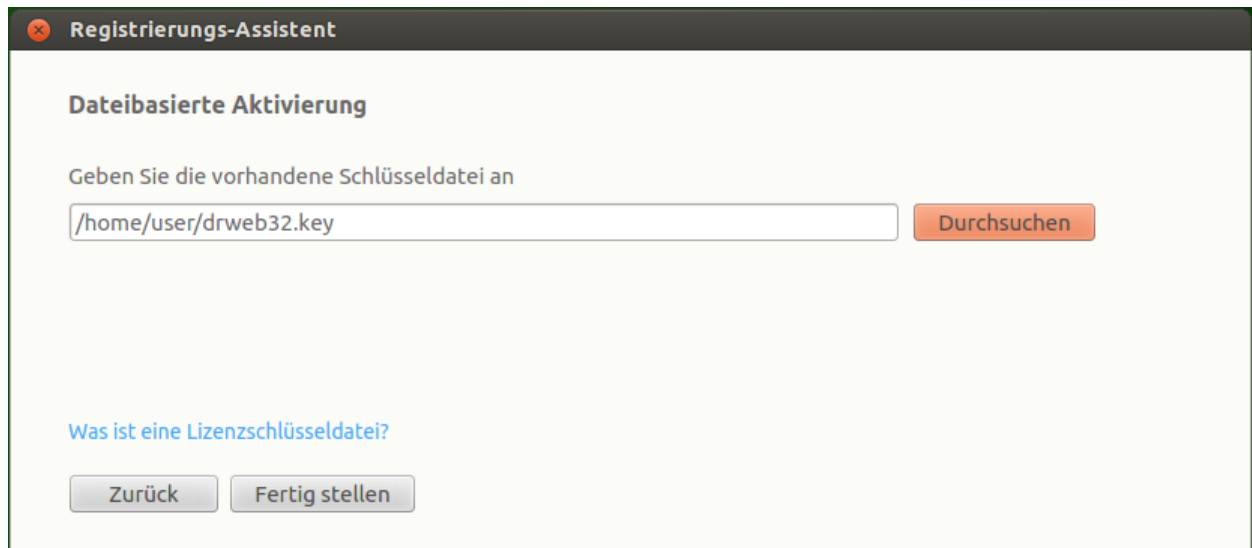 Registrierungs-Assistent
Dateibasierte Aktivierung
Geben Sie die vorhandene Schlüsseldatei an
/home/user/drweb32.key Durchsuchen
Was ist eine Lizenzschlüsseldatei?
Zurück Fertig stellen